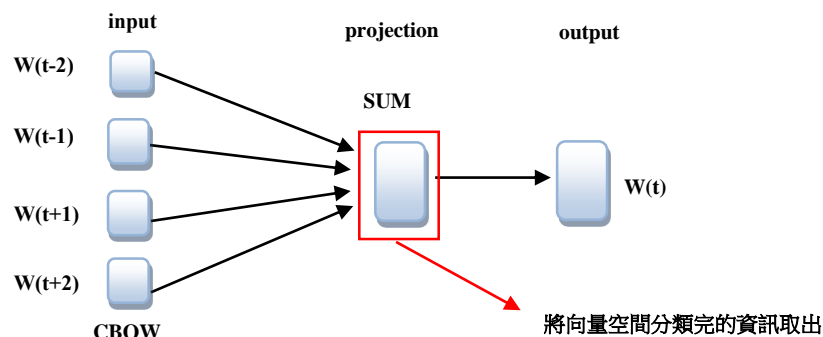 input
projection
output
W(t-2)
SUM
W(t-1)
W(t+1)
W(t)
W(t+2)
CBOW
將向量空間分類完的資訊取出